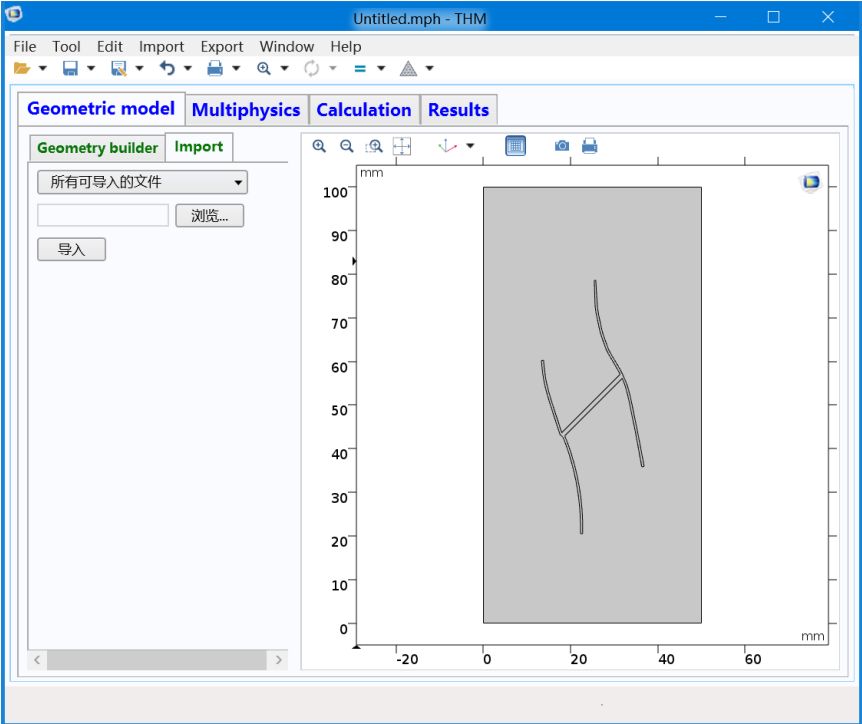 Untitled.mph - THM
File Tool Edit Import Export Window Help
Geometric model Multiphysics Calculation Results
Geometry builder Import
所有可导入的文件
浏览...
导入
mm
100
90
80
70
60
50
40
30
20
10
0
mm
-20 0 20 40 60